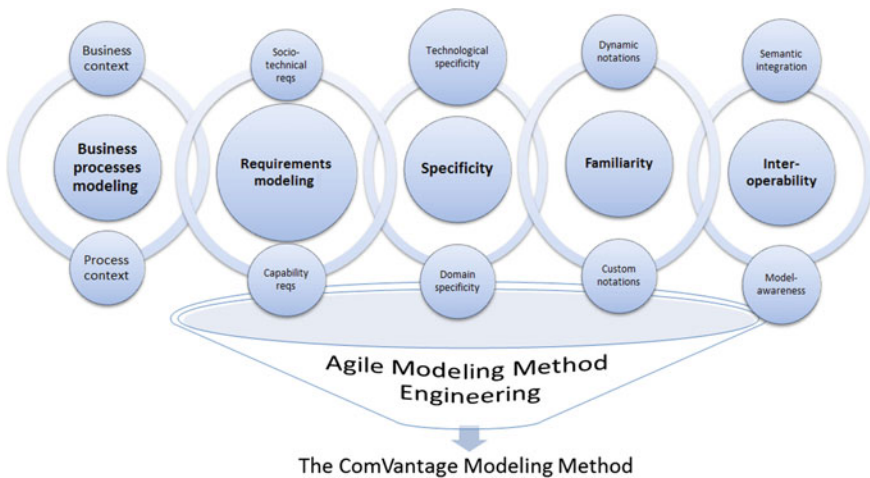 Business
context
Business
processes
modeling
Process
context
Socio-
technical
reqs
Requirements
modeling
Capability
reqs
Technological
specificity
Specificity
Domain
specificity
Dynamic
notations
Familiarity
Custom
notations
Semantic
integration
Inter-
operability
Model-
awareness
Agile Modeling Method
Engineering
The ComVantage Modeling Method